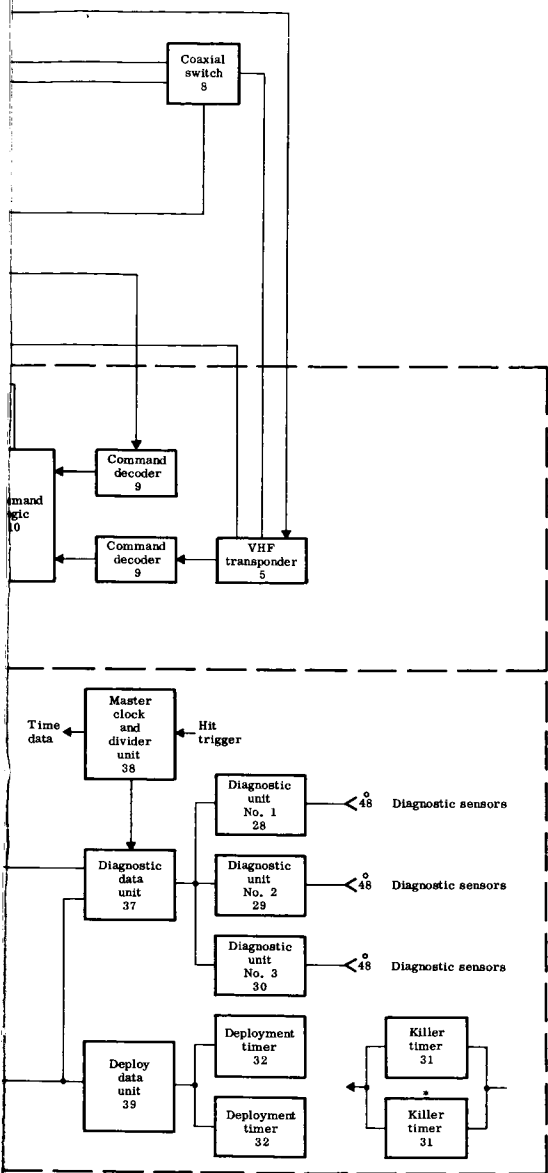 Coaxial
switch
8
Command
decoder
9
mand
gic
10
Command
decoder
9
VHF
transponder
5
Master
clock
and
divider
unit
38
Time
data
Hit
trigger
Diagnostic
unit
No. 1
28
48 Diagnostic sensors
Diagnostic
data
unit
37
Diagnostic
unit
No. 2
29
48 Diagnostic sensors
Diagnostic
unit
No. 3
30
48 Diagnostic sensors
Deployment
timer
32
Killer
timer
31
Deploy
data
unit
39
*
Deployment
timer
32
Killer
timer
31